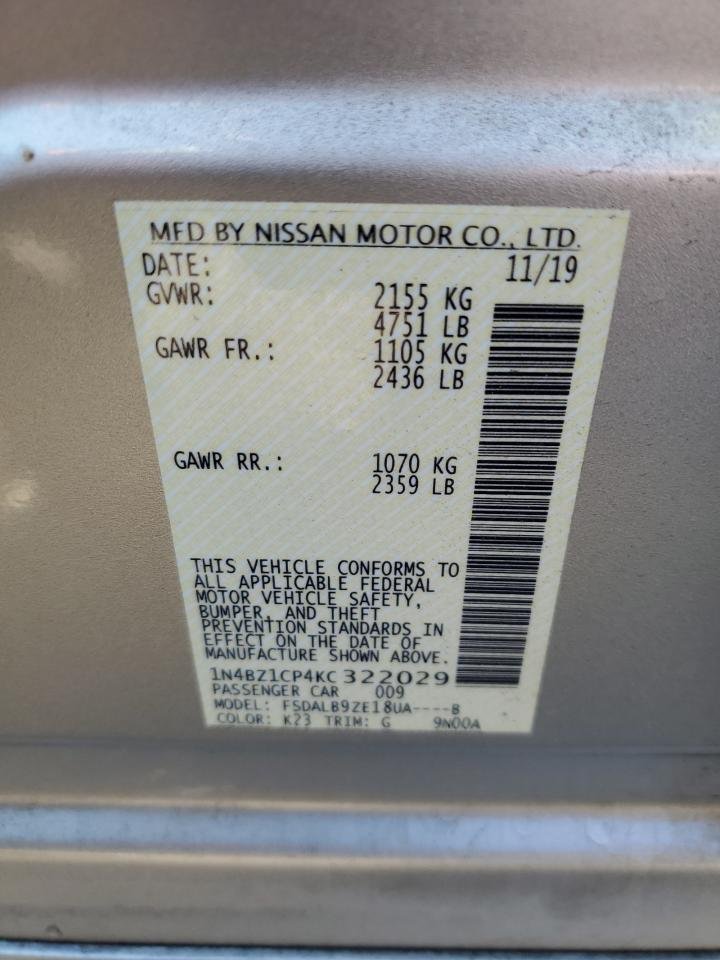 MFD BY NISSAN MOTOR CO., LTD.
DATE: 11/19
GVWR: 2155 KG
4751 LB
GAWR FR.: 1105 KG
2436 LB
GAWR RR.: 1070 KG
2359 LB
THIS VEHICLE CONFORMS TO
ALL APPLICABLE FEDERAL
MOTOR VEHICLE SAFETY,
BUMPER, AND THEFT
PREVENTION STANDARDS IN
EFFECT ON THE DATE OF
MANUFACTURE SHOWN ABOVE.
1N4BZ1CP4KC322029
PASSENGER CAR 009
MODEL: FSDALB9ZE18UA----B
COLOR: K23 TRIM: G 9N00A